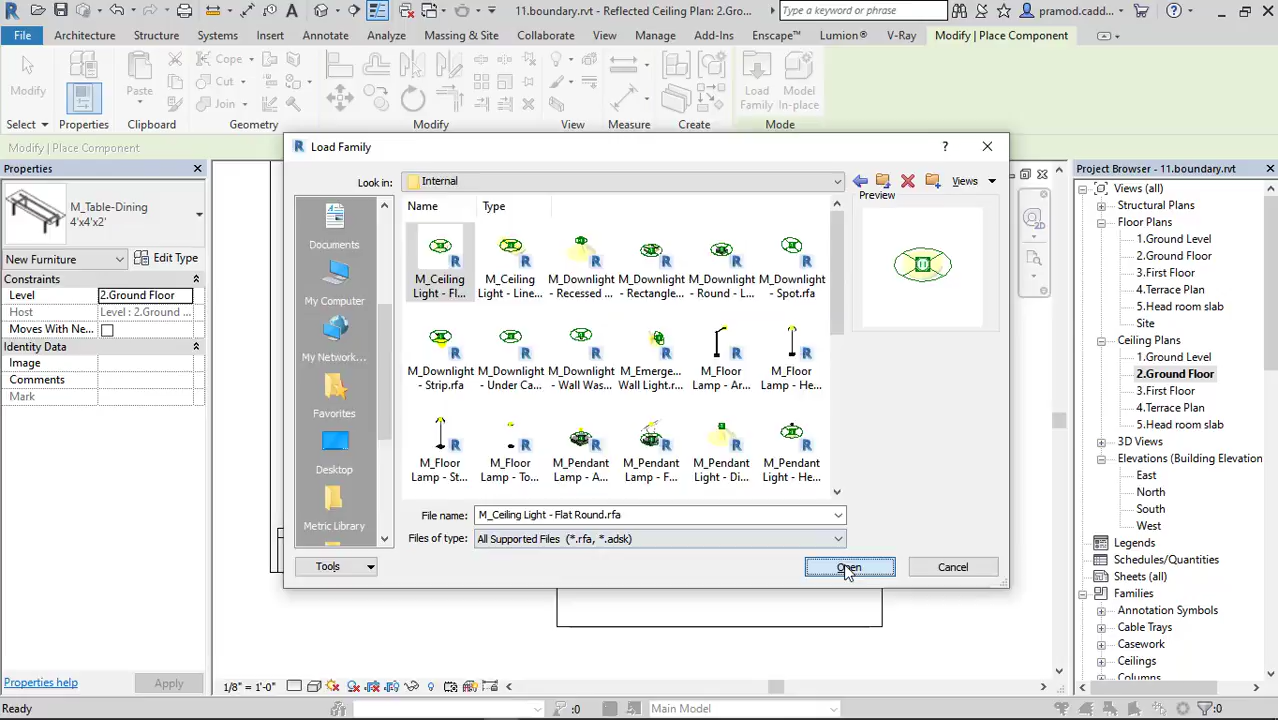 11.boundary.rvt - Reflected Ceiling Plan: 2.Gro...
Type a keyword or phrase
pramod.cadd...
File
Architecture
Structure
Systems
Insert
Annotate
Analyze
Massing & Site
Collaborate
View
Manage
Add-Ins
Enscape™
Lumion®
V-Ray
Modify | Place Component
Modify
Paste
Cope
Cut
Join
Load Family
Model In-place
Select
Properties
Clipboard
Geometry
Modify
View
Measure
Create
Mode
Modify | Place Component
Properties
M_Table-Dining
4'x4'x2'
New Furniture
Edit Type
Constraints
Level 2.Ground Floor
Host Level : 2.Ground ...
Moves With Ne...
Identity Data
Image
Comments
Mark
Properties help
Apply
Load Family
Look in:
Internal
Views
Preview
Name
Type
Documents
My Computer
My Network...
Favorites
Desktop
Metric Library
M_Ceiling Light - Fl...
M_Ceiling Light - Line...
M_Downlight - Recessed ...
M_Downlight - Rectangle...
M_Downlight - Round - L...
M_Downlight - Spot.rfa
M_Downlight - Strip.rfa
M_Downlight - Under Ca...
M_Downlight - Wall Was...
M_Emerge... Wall Light.r...
M_Floor Lamp - Ar...
M_Floor Lamp - He...
M_Floor Lamp - St...
M_Floor Lamp - To...
M_Pendant Lamp - A...
M_Pendant Lamp - F...
M_Pendant Light - Di...
M_Pendant Light - He...
File name:
M_Ceiling Light - Flat Round.rfa
Files of type:
All Supported Files (*.rfa, *.adsk)
Tools
Open
Cancel
Project Browser - 11.boundary.rvt
Views (all)
Structural Plans
Floor Plans
1.Ground Level
2.Ground Floor
3.First Floor
4.Terrace Plan
5.Head room slab
Site
Ceiling Plans
1.Ground Level
2.Ground Floor
3.First Floor
4.Terrace Plan
5.Head room slab
3D Views
Elevations (Building Elevation
East
North
South
West
Legends
Schedules/Quantities
Sheets (all)
Families
Annotation Symbols
Cable Trays
Casework
Ceilings
Columns
1/8" = 1'-0"
Ready
:0
Main Model
:0